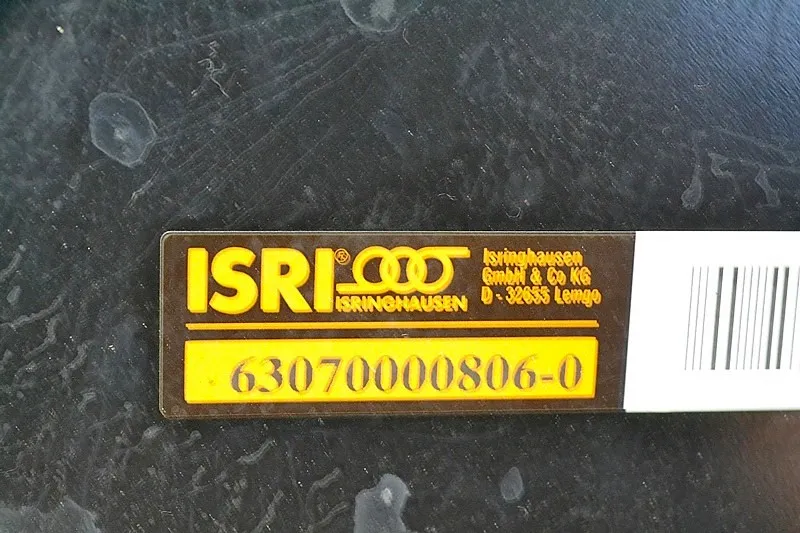 ISRI® ISRINGHAUSEN
Isringhausen
GmbH & Co KG
D - 32655 Lemgo
63070000806-0